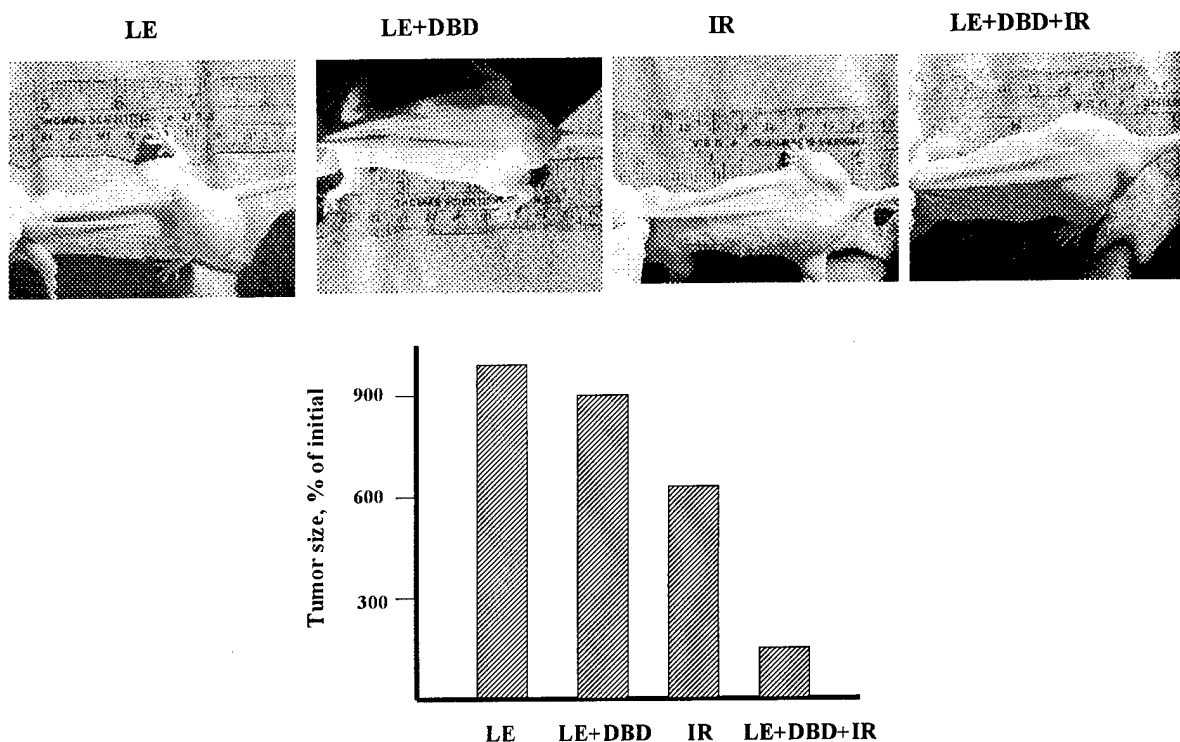 LE
LE+DBD
IR
LE+DBD+IR
Tumor size, % of initial
900
600
300
LE
LE+DBD
IR
LE+DBD+IR